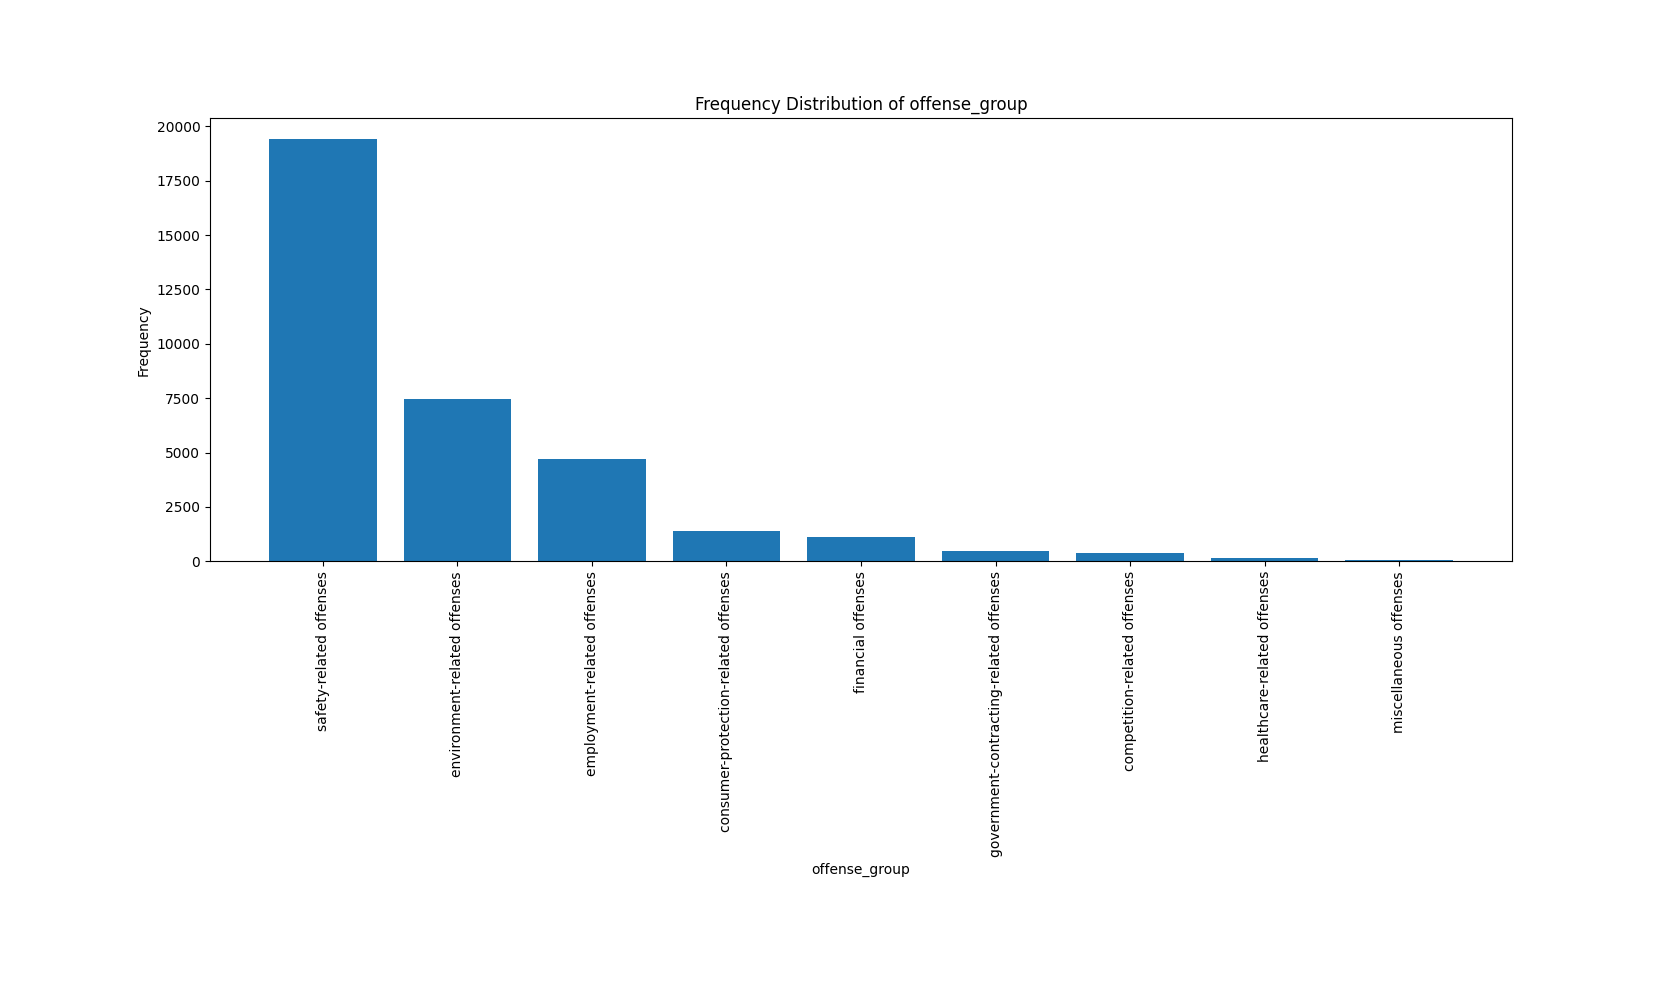 Frequency Distribution of offense_group
20000
17500
15000
12500
10000
7500
5000
2500
0
Frequency
safety-related offenses
environment-related offenses
employment-related offenses
consumer-protection-related offenses
financial offenses
government-contracting-related offenses
competition-related offenses
healthcare-related offenses
miscellaneous offenses
offense_group